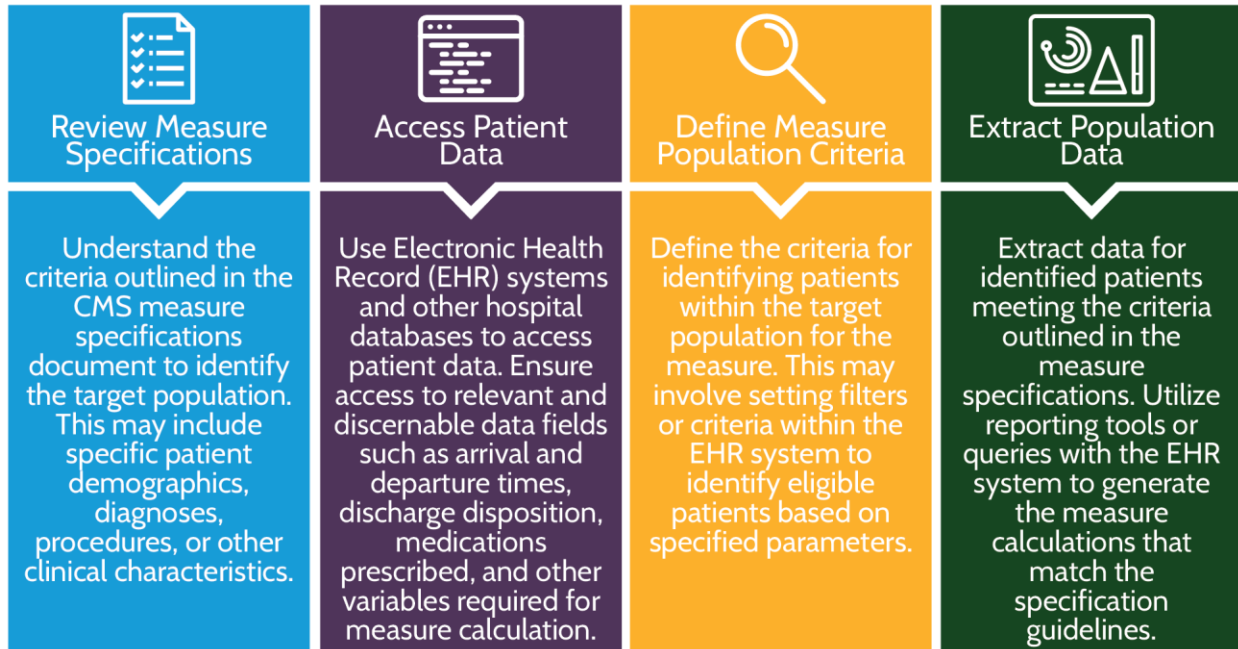 Review Measure
Specifications
Understand the
criteria outlined in the
CMS measure
specifications
document to identify
the target population.
This may include
specific patient
demographics,
diagnoses,
procedures, or other
clinical characteristics.
Access Patient
Data
Use Electronic Health
Record (EHR) systems
and other hospital
databases to access
patient data. Ensure
access to relevant and
discernable data fields
such as arrival and
departure times,
discharge disposition,
medications
prescribed, and other
variables required for
measure calculation.
Define Measure
Population Criteria
Define the criteria for
identifying patients
within the target
population for the
measure. This may
involve setting filters
or criteria within the
EHR system to
identify eligible
patients based on
specified parameters.
Extract Population
Data
Extract data for
identified patients
meeting the criteria
outlined in the
measure
specifications. Utilize
reporting tools or
queries with the EHR
system to generate
the measure
calculations that
match the
specification
guidelines.